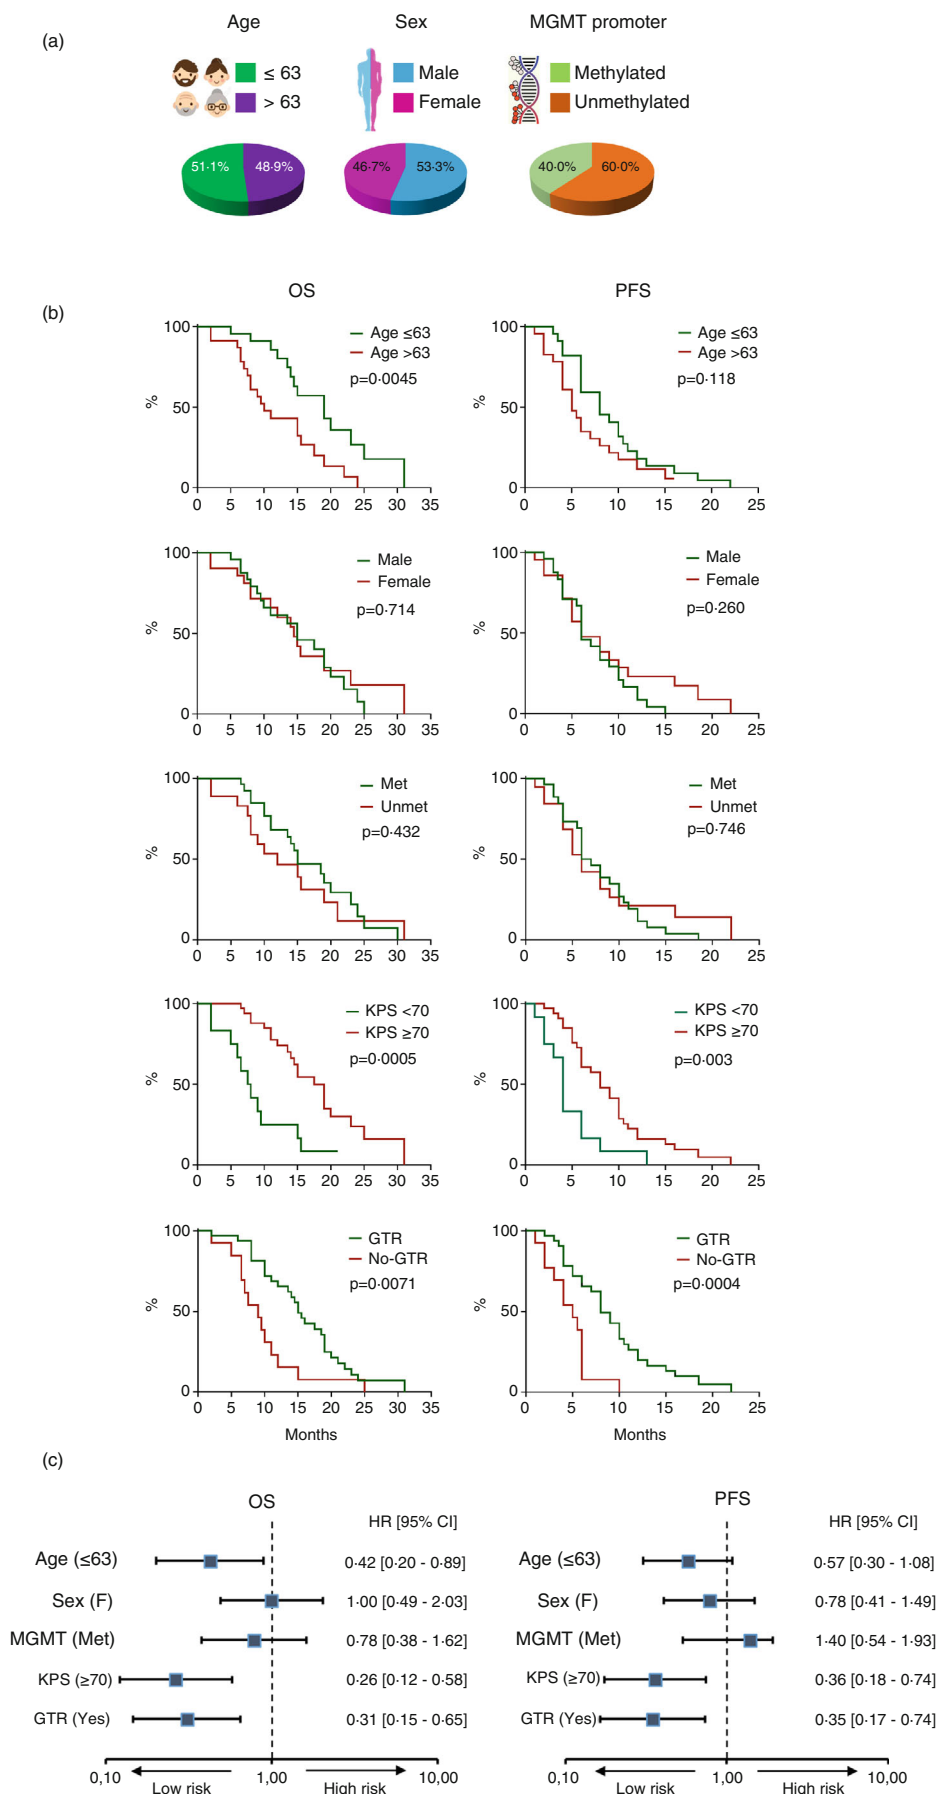 (a)
Age Sex MGMT promoter
≤ 63 Male Methylated
> 63 Female Unmethylated
51·1% 48·9% 46·7% 53·3% 40·0% 60·0%
(b)
OS PFS
100 50 0 %
Age ≤63
Age >63
p=0·0045
0 5 10 15 20 25 30 35
100 50 0 %
Age ≤63
Age >63
p=0·118
0 5 10 15 20 25
100 50 0 %
Male
Female
p=0·714
0 5 10 15 20 25 30 35
100 50 0 %
Male
Female
p=0·260
0 5 10 15 20 25
100 50 0 %
Met
Unmet
p=0·432
0 5 10 15 20 25 30 35
100 50 0 %
Met
Unmet
p=0·746
0 5 10 15 20 25
100 50 0 %
KPS <70
KPS ≥70
p=0·0005
0 5 10 15 20 25 30 35
100 50 0 %
KPS <70
KPS ≥70
p=0·003
0 5 10 15 20 25
100 50 0 %
GTR
No-GTR
p=0·0071
0 5 10 15 20 25 30 35
Months
100 50 0 %
GTR
No-GTR
p=0·0004
0 5 10 15 20 25
Months
(c)
OS
HR [95% CI]
Age (≤63) 0·42 [0·20 - 0·89]
Sex (F) 1·00 [0·49 - 2·03]
MGMT (Met) 0·78 [0·38 - 1·62]
KPS (≥70) 0·26 [0·12 - 0·58]
GTR (Yes) 0·31 [0·15 - 0·65]
0,10 Low risk 1,00 High risk 10,00
PFS
HR [95% CI]
Age (≤63) 0·57 [0·30 - 1·08]
Sex (F) 0·78 [0·41 - 1·49]
MGMT (Met) 1·40 [0·54 - 1·93]
KPS (≥70) 0·36 [0·18 - 0·74]
GTR (Yes) 0·35 [0·17 - 0·74]
0,10 Low risk 1,00 High risk 10,00